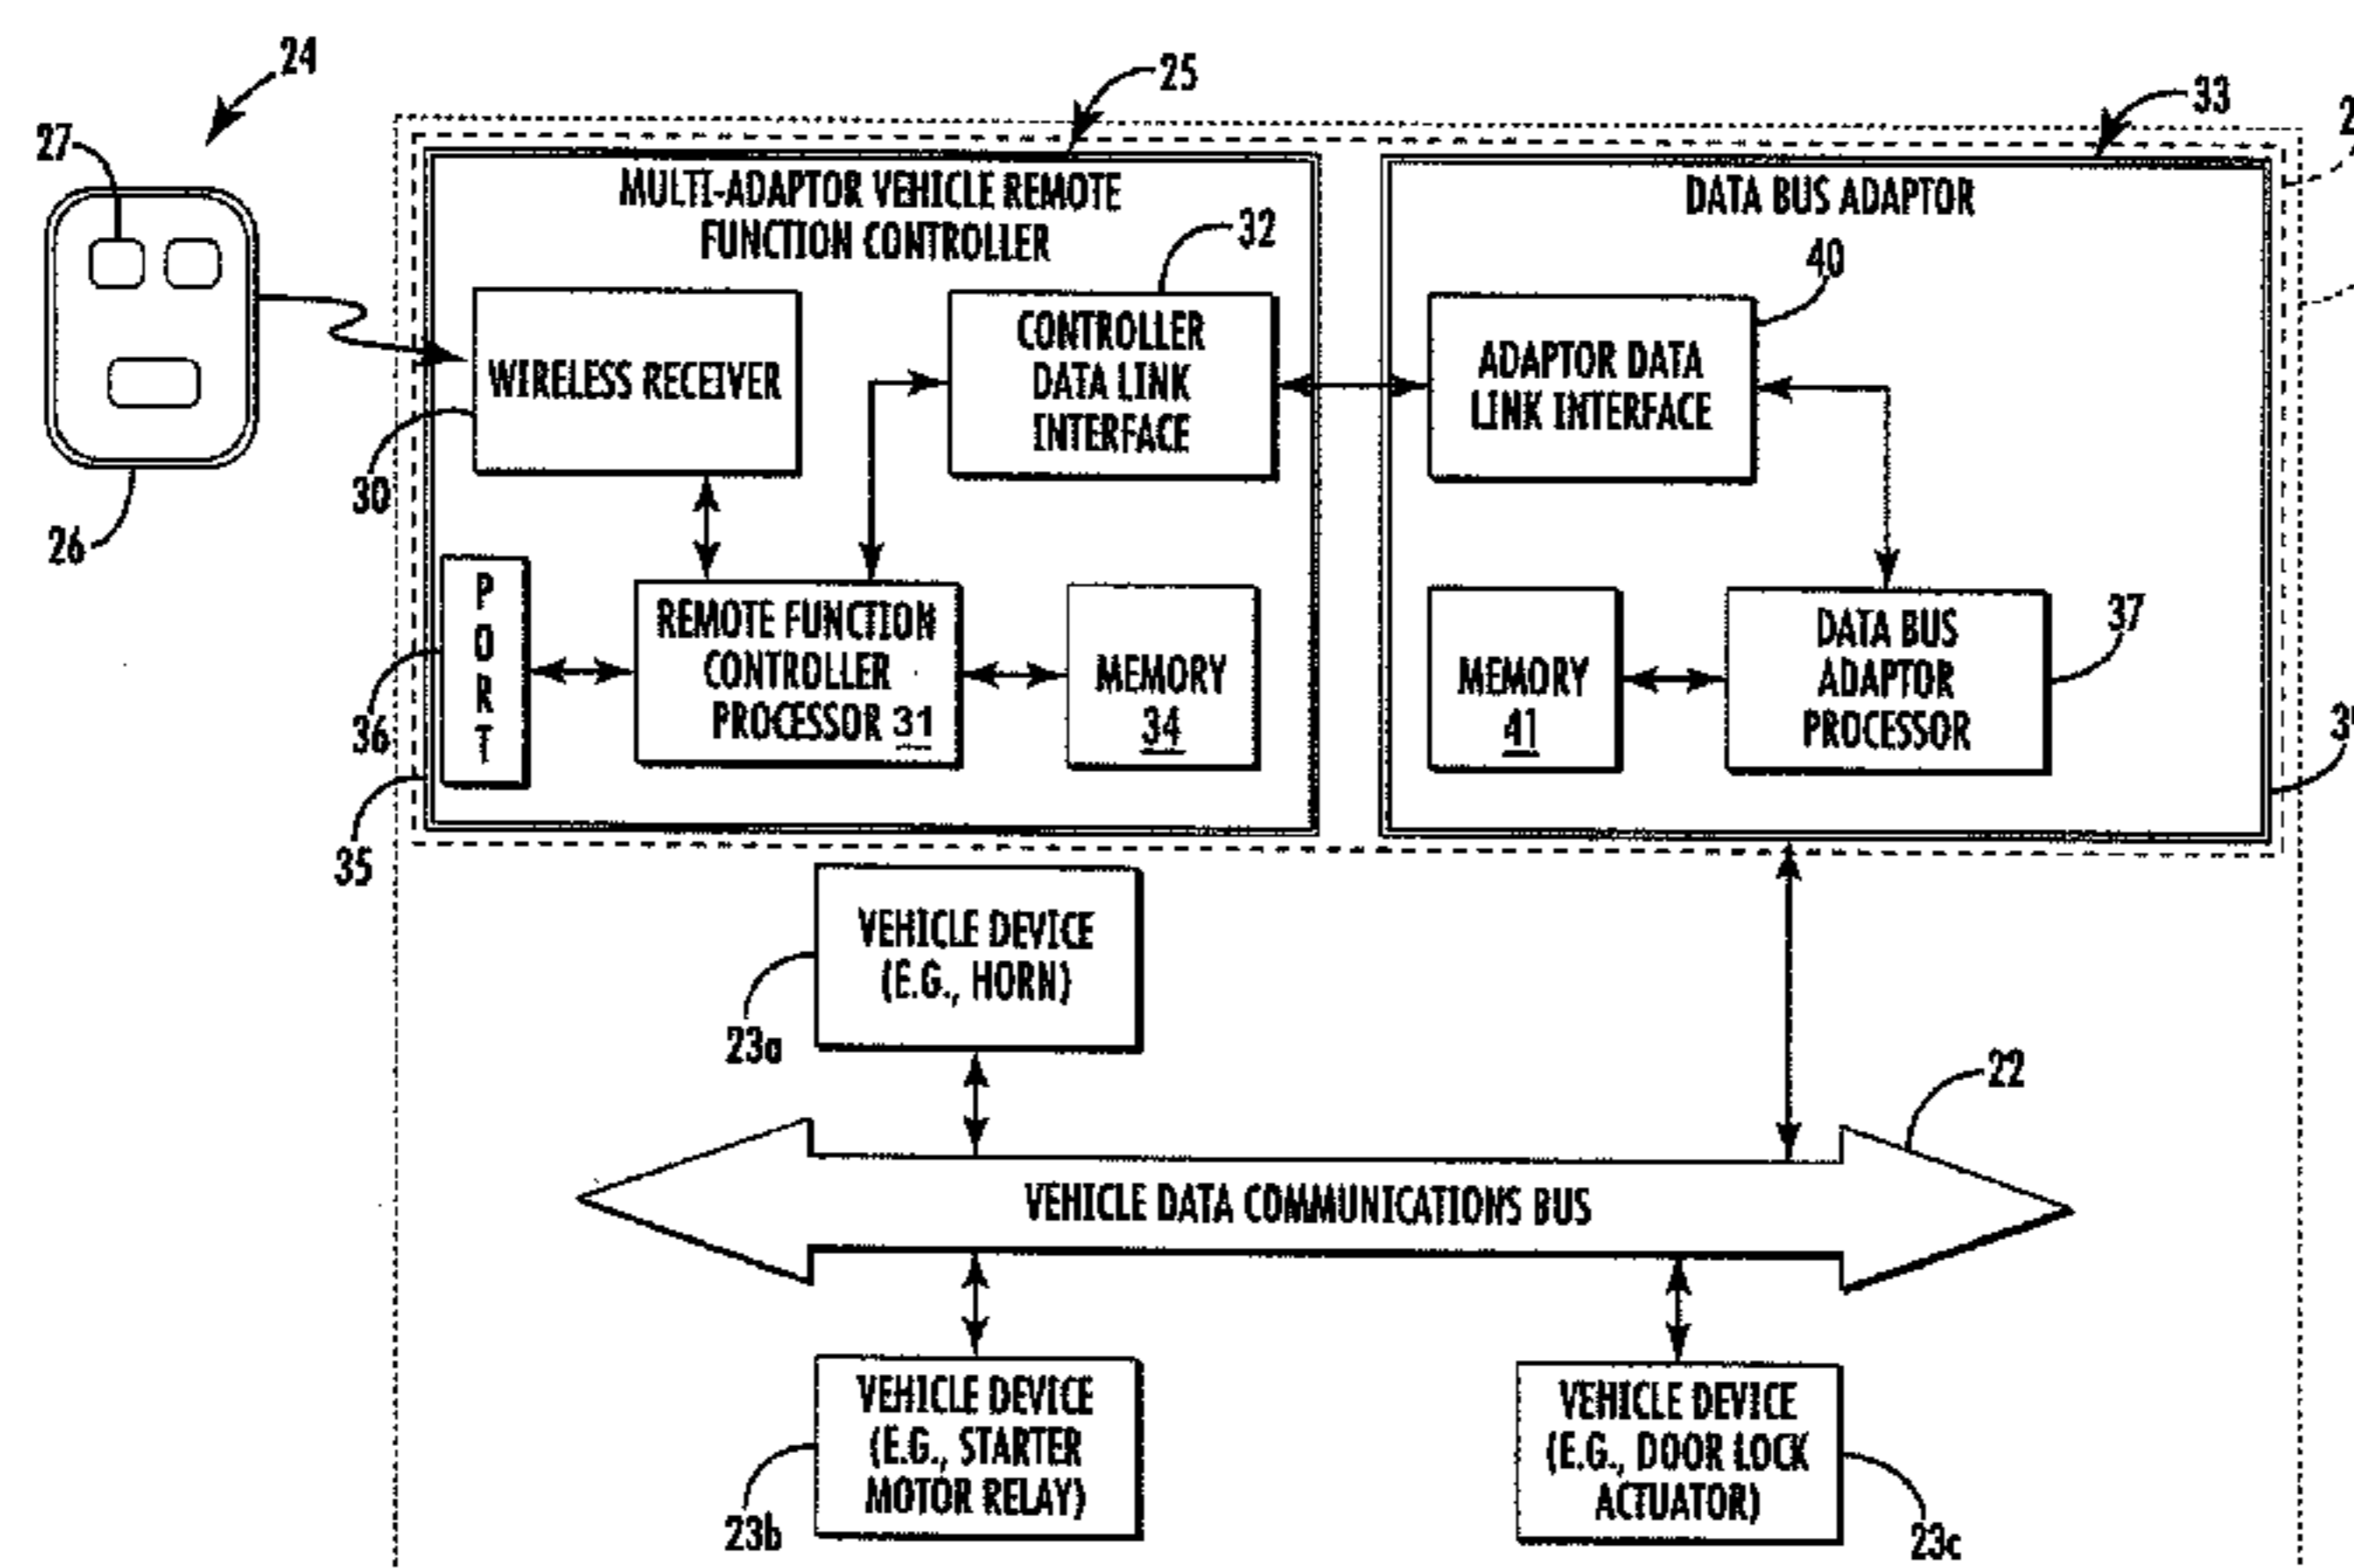 24
25
33
27
MULTI-ADAPTOR VEHICLE REMOTE
FUNCTION CONTROLLER
DATA BUS ADAPTOR
32
40
WIRELESS RECEIVER
CONTROLLER
DATA LINK
INTERFACE
ADAPTOR DATA
LINK INTERFACE
30
26
PORT
REMOTE FUNCTION
CONTROLLER
PROCESSOR 31
MEMORY
34
MEMORY
41
DATA BUS
ADAPTOR
PROCESSOR
37
36
35
VEHICLE DEVICE
(E.G., HORN)
23a
22
VEHICLE DATA COMMUNICATIONS BUS
VEHICLE DEVICE
(E.G., STARTER
MOTOR RELAY)
23b
VEHICLE DEVICE
(E.G., DOOR LOCK
ACTUATOR)
23c